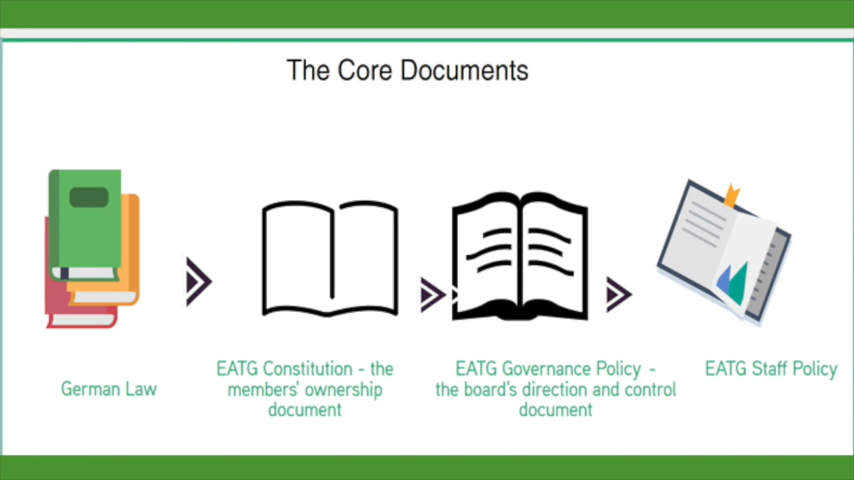 The Core Documents
German Law
EATG Constitution - the
members' ownership
document
EATG Governance Policy -
the board's direction and control
document
EATG Staff Policy